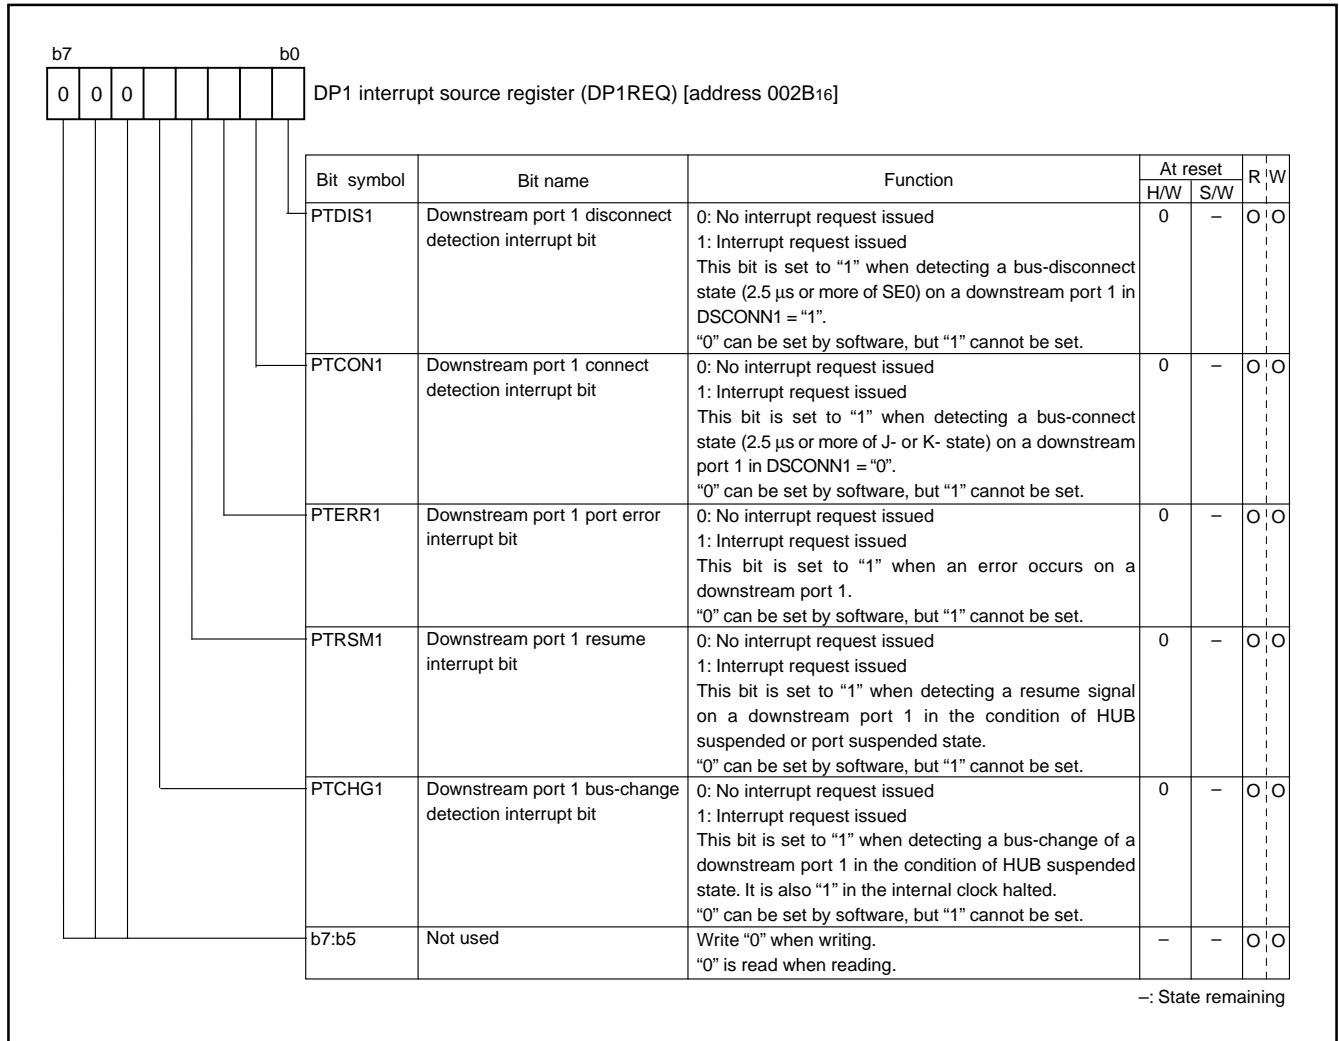 b7 b0
0 0 0 DP1 interrupt source register (DP1REQ) [address 002B16]
Bit symbol Bit name Function At reset R W
H/W S/W
PTDIS1 Downstream port 1 disconnect 0: No interrupt request issued 0 – O O
detection interrupt bit 1: Interrupt request issued
This bit is set to “1” when detecting a bus-disconnect
state (2.5 μs or more of SE0) on a downstream port 1 in
DSCONN1 = “1”.
“0” can be set by software, but “1” cannot be set.
PTCON1 Downstream port 1 connect 0: No interrupt request issued 0 – O O
detection interrupt bit 1: Interrupt request issued
This bit is set to “1” when detecting a bus-connect
state (2.5 μs or more of J- or K- state) on a downstream
port 1 in DSCONN1 = “0”.
“0” can be set by software, but “1” cannot be set.
PTERR1 Downstream port 1 port error 0: No interrupt request issued 0 – O O
interrupt bit 1: Interrupt request issued
This bit is set to “1” when an error occurs on a
downstream port 1.
“0” can be set by software, but “1” cannot be set.
PTRSM1 Downstream port 1 resume 0: No interrupt request issued 0 – O O
interrupt bit 1: Interrupt request issued
This bit is set to “1” when detecting a resume signal
on a downstream port 1 in the condition of HUB
suspended or port suspended state.
“0” can be set by software, but “1” cannot be set.
PTCHG1 Downstream port 1 bus-change 0: No interrupt request issued 0 – O O
detection interrupt bit 1: Interrupt request issued
This bit is set to “1” when detecting a bus-change of a
downstream port 1 in the condition of HUB suspended
state. It is also “1” in the internal clock halted.
“0” can be set by software, but “1” cannot be set.
b7:b5 Not used Write “0” when writing. – – O O
“0” is read when reading.
–: State remaining